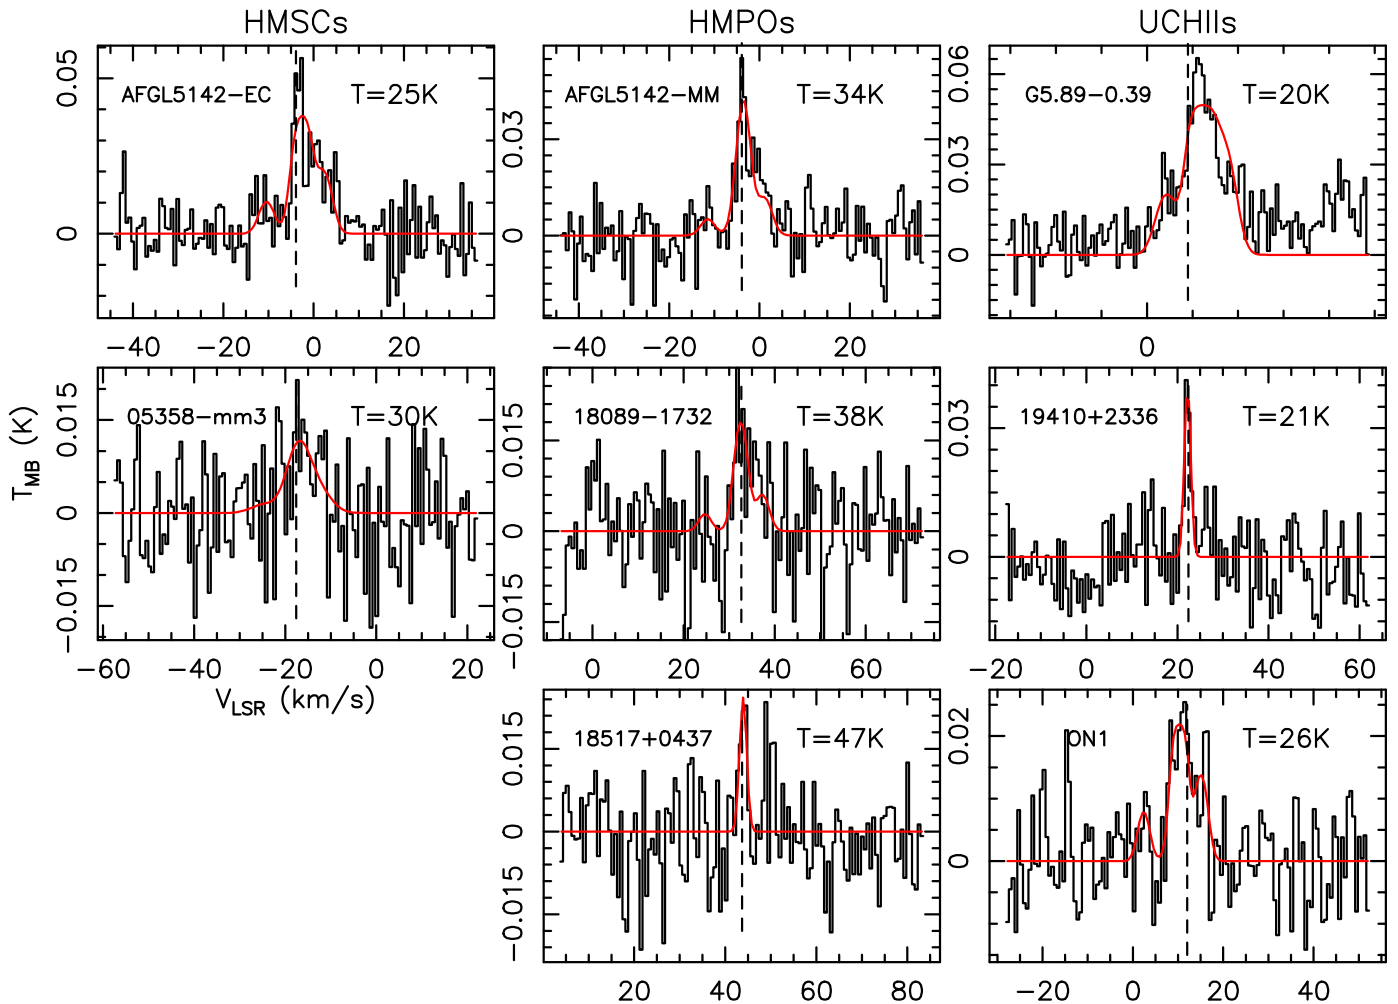 HMSCs HMPOs UCHIIs
AFGL5142−EC T=25K
0.05
0
−40 −20 0 20
AFGL5142−MM T=34K
0.03
0
−40 −20 0 20
G5.89−0.39 T=20K
0.06
0.03
0
0
T_MB (K)
05358−mm3 T=30K
0.015
0
−0.015
−60 −40 −20 0 20
V_LSR (km/s)
18089−1732 T=38K
0.015
0
−0.015
0 20 40 60
19410+2336 T=21K
0.03
0
−20 0 20 40 60
18517+0437 T=47K
0.015
0
−0.015
20 40 60 80
ON1 T=26K
0.02
0
−20 0 20 40